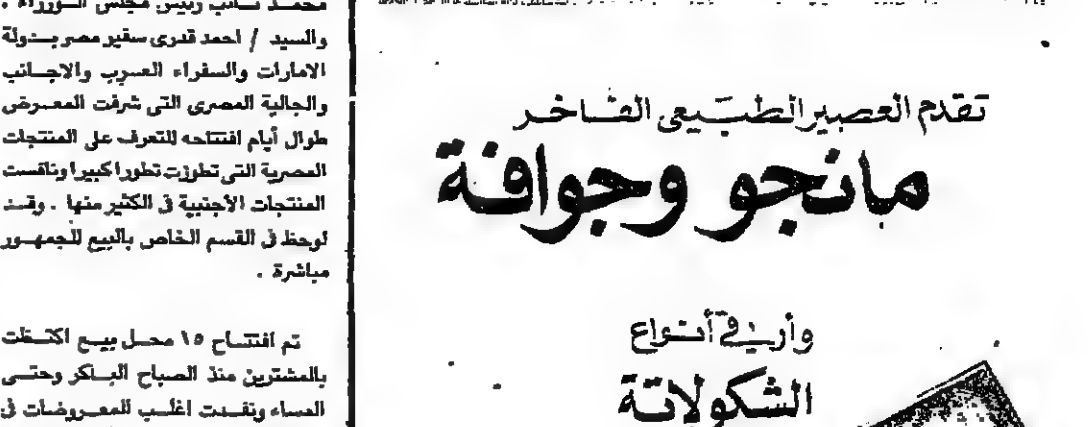 محمد نائب رئيس مجلس الوزراء .
والسيد / احمد قدرى سفير مصر بدولة
الامارات والسفراء العرب والاجانب
والجالية المصرى التى شرفت المعرض
طوال أيام افتتاحه للتعرف على المنتجات
المصرية التى تطورت تطورا كبيرا ونافست
المنتجات الأجنبية فى الكثير منها . وقد
لوحظ فى القسم الخاص بالبيع للجمهور
مباشرة .
تم افتتاح ١٥ محل بيع اكتظت
بالمشترين منذ الصباح الباكر وحتى
المساء ونفدت اغلب المعروضات فى
تقدم العصير الطبيعى الفاخر
مانجو وجوافة
وأرقى أنواع
الشكولاتة